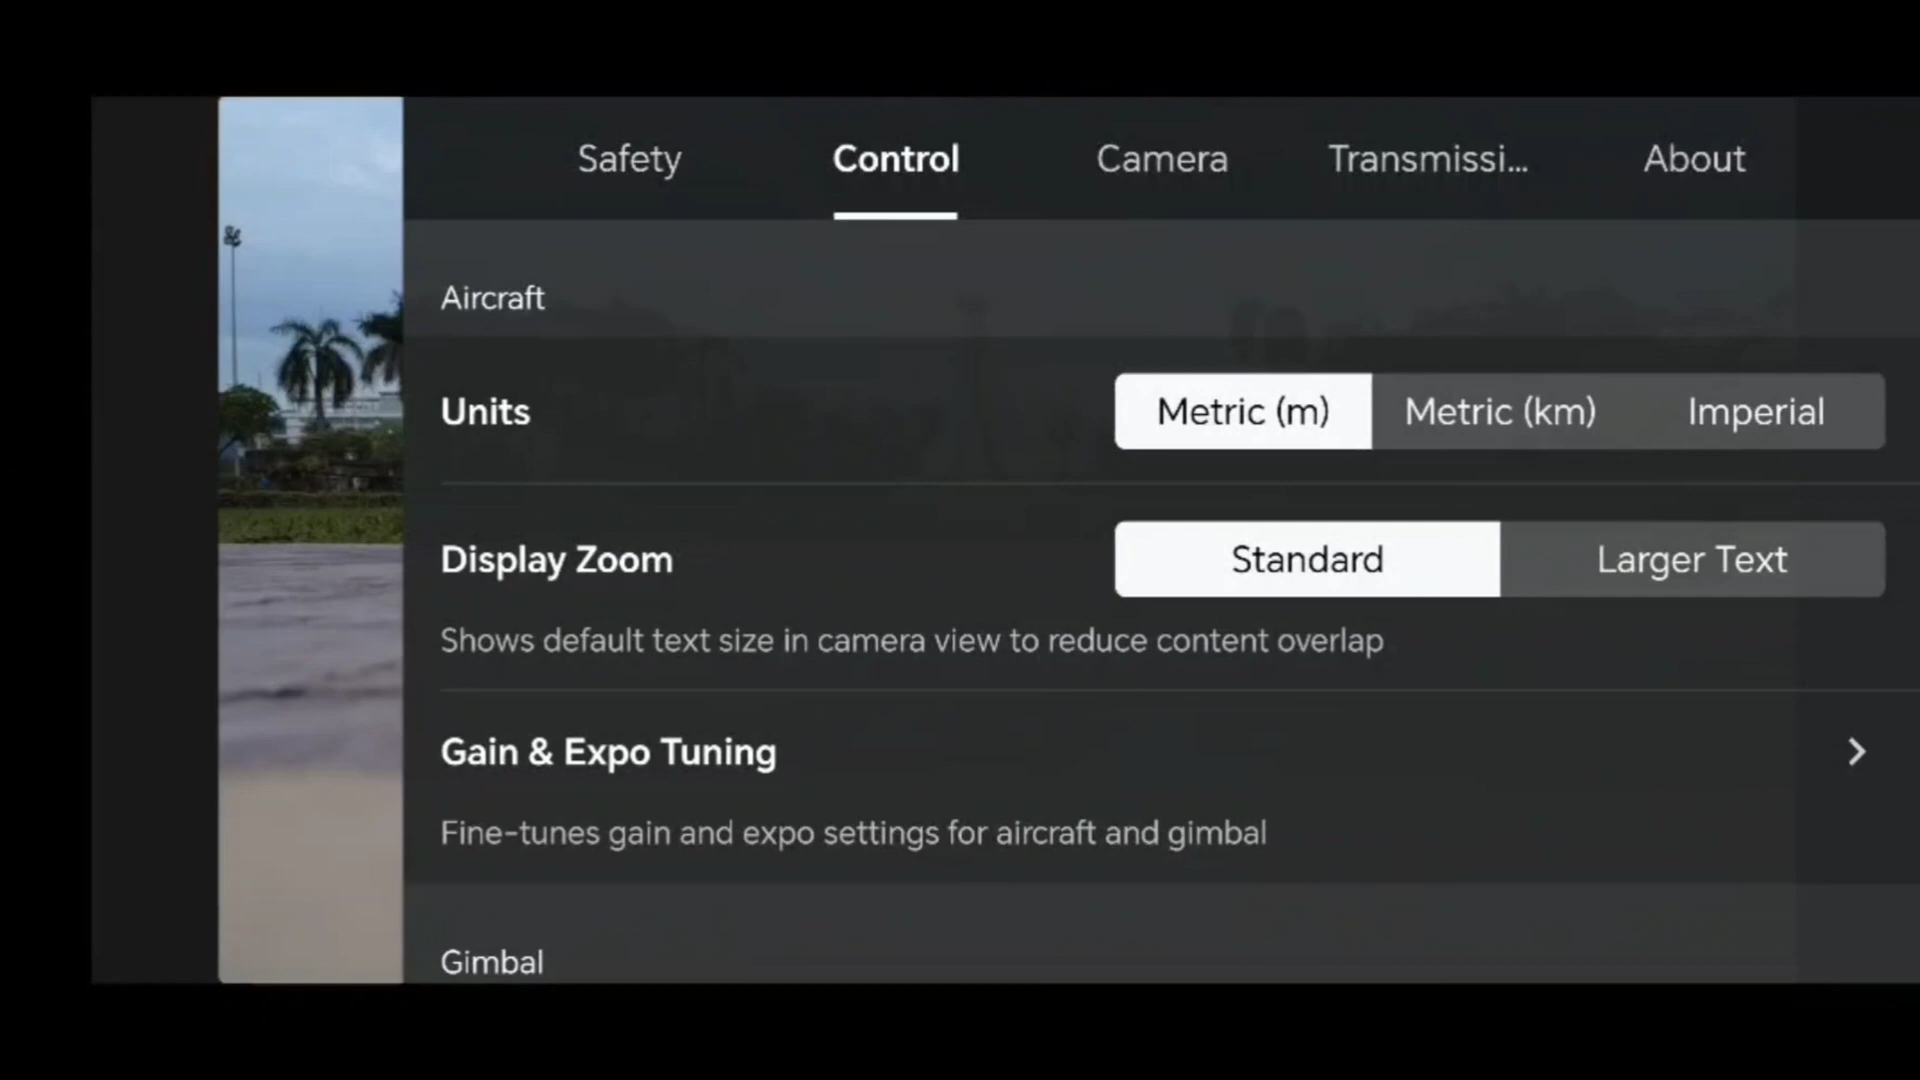 Safety Control Camera Transmissi... About
Aircraft
Units Metric (m) Metric (km) Imperial
Display Zoom Standard Larger Text
Shows default text size in camera view to reduce content overlap
Gain & Expo Tuning
Fine-tunes gain and expo settings for aircraft and gimbal
Gimbal